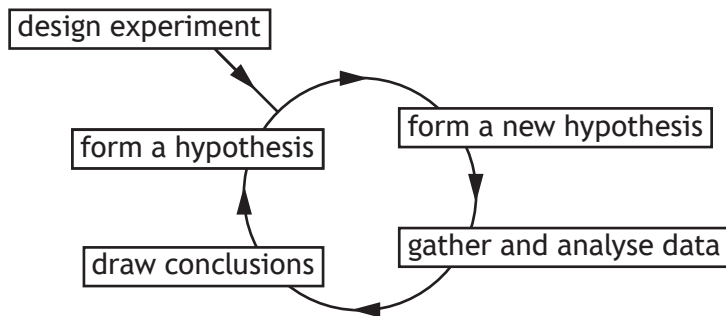 design experiment
form a hypothesis
form a new hypothesis
draw conclusions
gather and analyse data